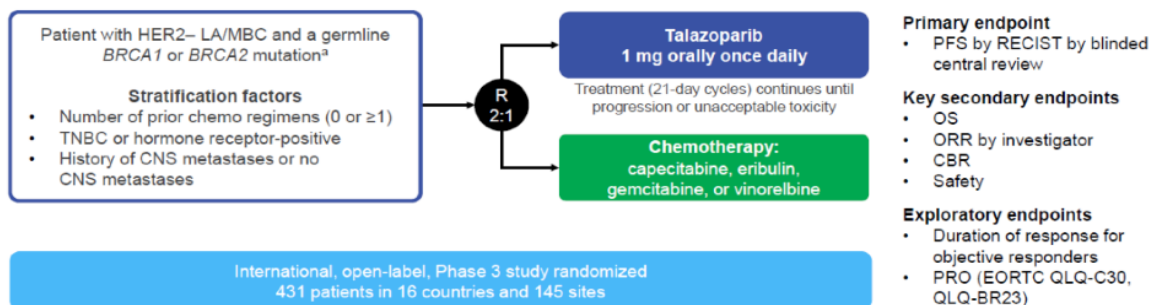 Patient with HER2– LA/MBC and a germline
BRCA1 or BRCA2 mutationᵃ
Stratification factors
• Number of prior chemo regimens (0 or ≥1)
• TNBC or hormone receptor-positive
• History of CNS metastases or no
CNS metastases
R
2:1
Talazoparib
1 mg orally once daily
Treatment (21-day cycles) continues until
progression or unacceptable toxicity
Chemotherapy:
capecitabine, eribulin,
gemcitabine, or vinorelbine
Primary endpoint
• PFS by RECIST by blinded
central review
Key secondary endpoints
• OS
• ORR by investigator
• CBR
• Safety
Exploratory endpoints
• Duration of response for
objective responders
• PRO (EORTC QLQ-C30,
QLQ-BR23)
International, open-label, Phase 3 study randomized
431 patients in 16 countries and 145 sites